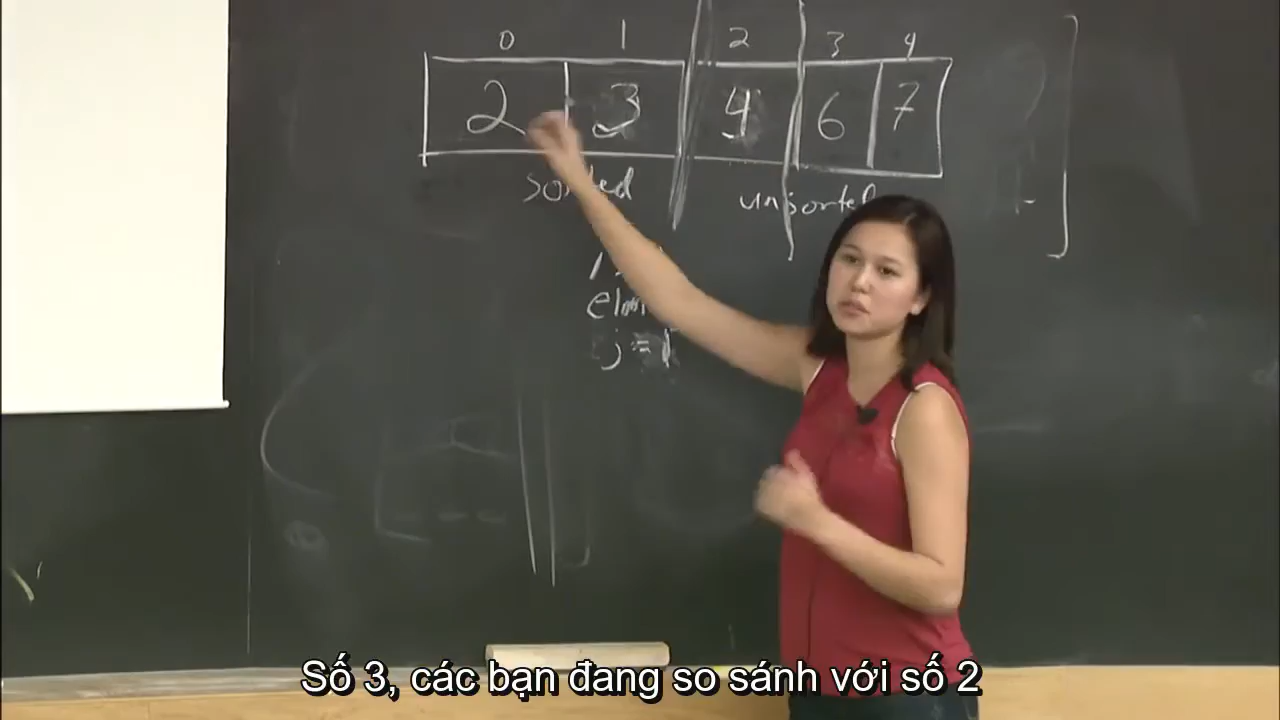 0 1 2 3 4
2 3 4 6 7
sorted unsorted
Số 3, các bạn đang so sánh với số 2